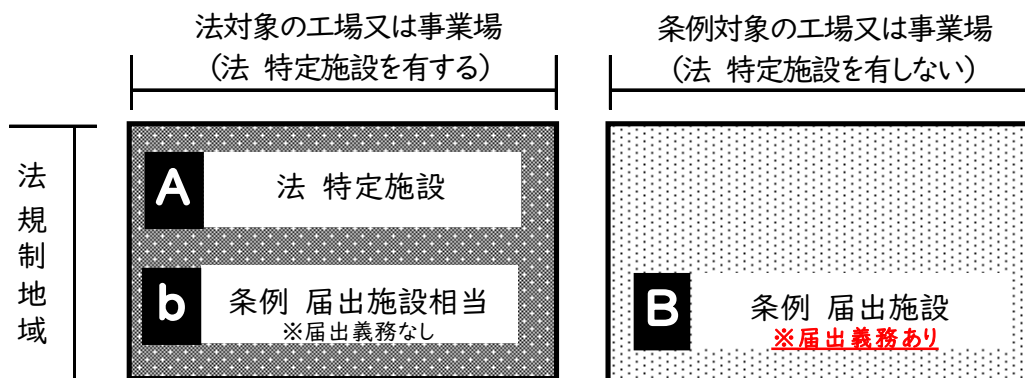 法対象の工場又は事業場
（法 特定施設を有する）
条例対象の工場又は事業場
（法 特定施設を有しない）
法規制地域
A 法 特定施設
b 条例 届出施設相当
※届出義務なし
B 条例 届出施設
※届出義務あり